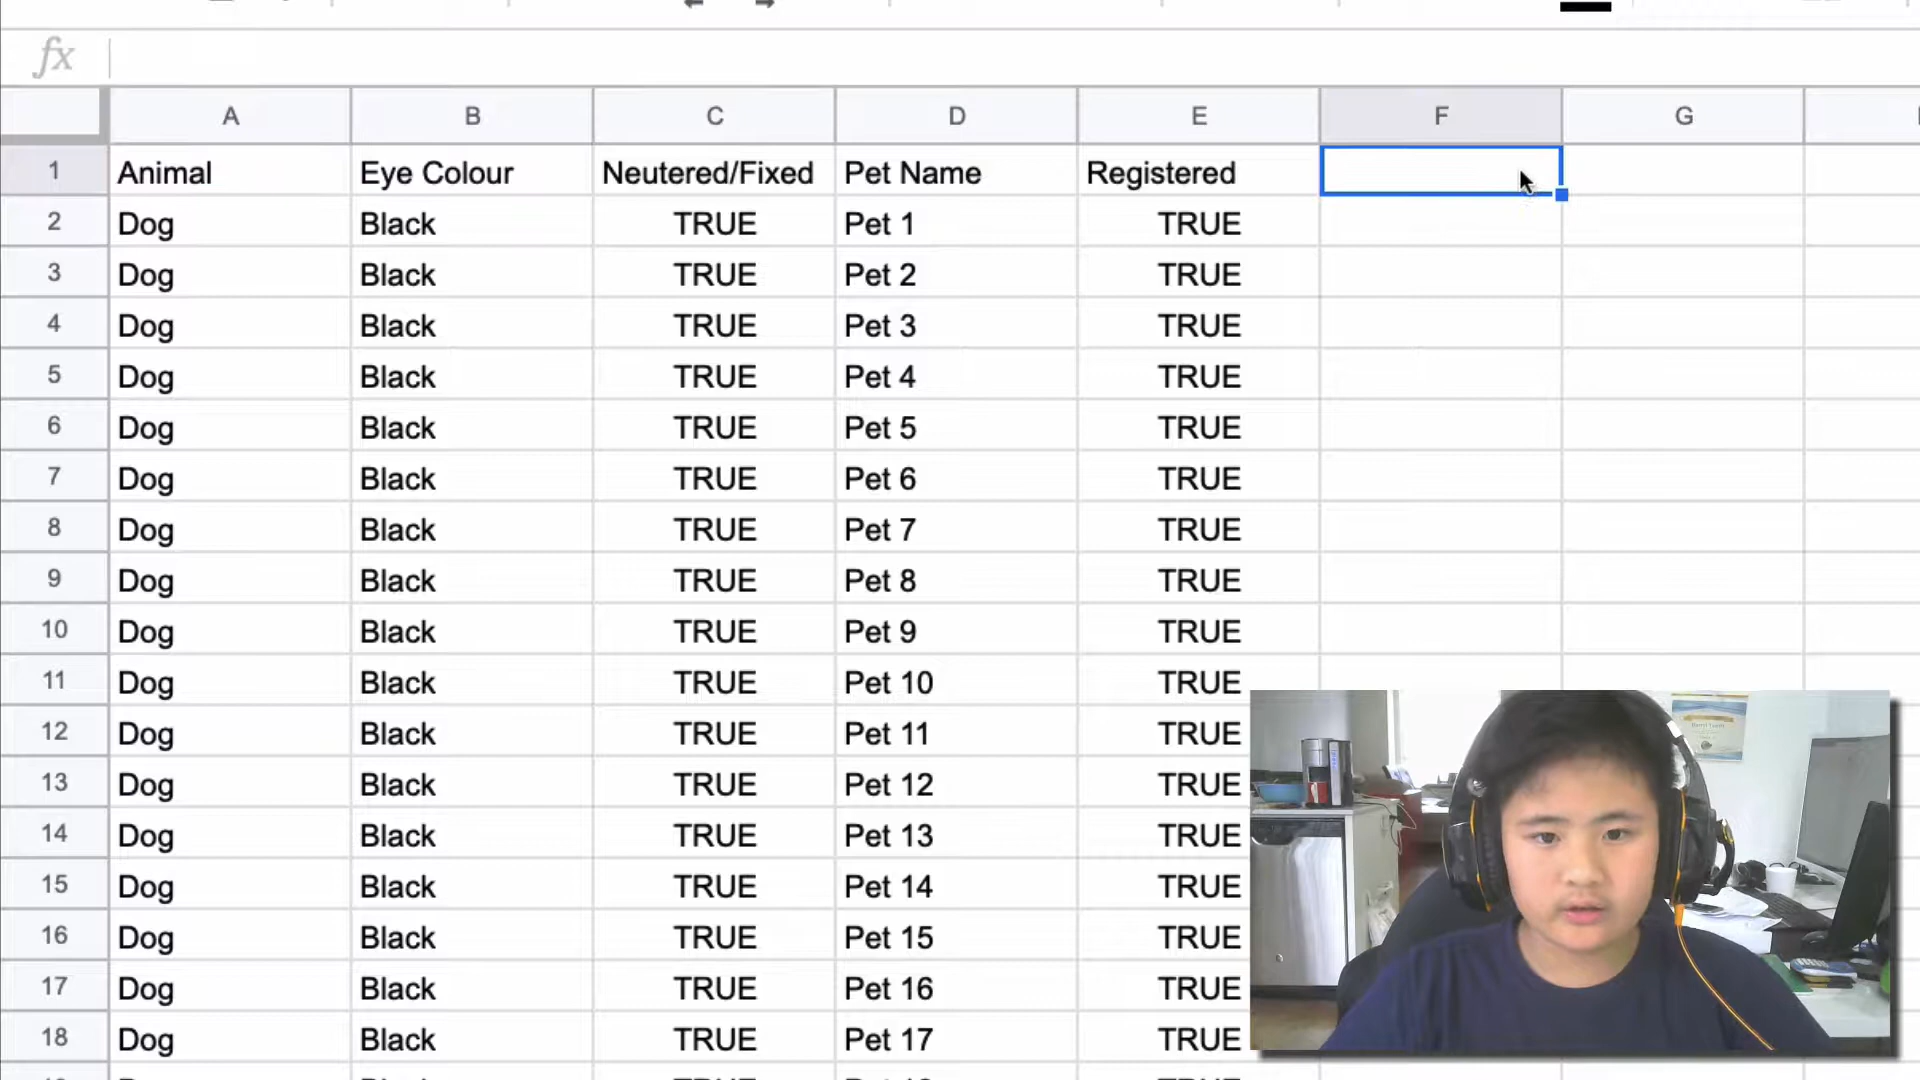 fx
A B C D E F G
1 Animal Eye Colour Neutered/Fixed Pet Name Registered
2 Dog Black TRUE Pet 1 TRUE
3 Dog Black TRUE Pet 2 TRUE
4 Dog Black TRUE Pet 3 TRUE
5 Dog Black TRUE Pet 4 TRUE
6 Dog Black TRUE Pet 5 TRUE
7 Dog Black TRUE Pet 6 TRUE
8 Dog Black TRUE Pet 7 TRUE
9 Dog Black TRUE Pet 8 TRUE
10 Dog Black TRUE Pet 9 TRUE
11 Dog Black TRUE Pet 10 TRUE
12 Dog Black TRUE Pet 11 TRUE
13 Dog Black TRUE Pet 12 TRUE
14 Dog Black TRUE Pet 13 TRUE
15 Dog Black TRUE Pet 14 TRUE
16 Dog Black TRUE Pet 15 TRUE
17 Dog Black TRUE Pet 16 TRUE
18 Dog Black TRUE Pet 17 TRUE